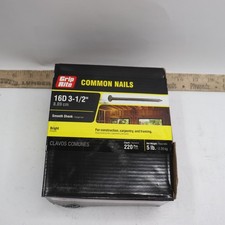 Grip Rite
COMMON NAILS
16D 3-1/2"
8.89 cm
Smooth Shank
Bright
For construction, carpentry, and framing.
CLAVOS COMUNES
220
5 lb.